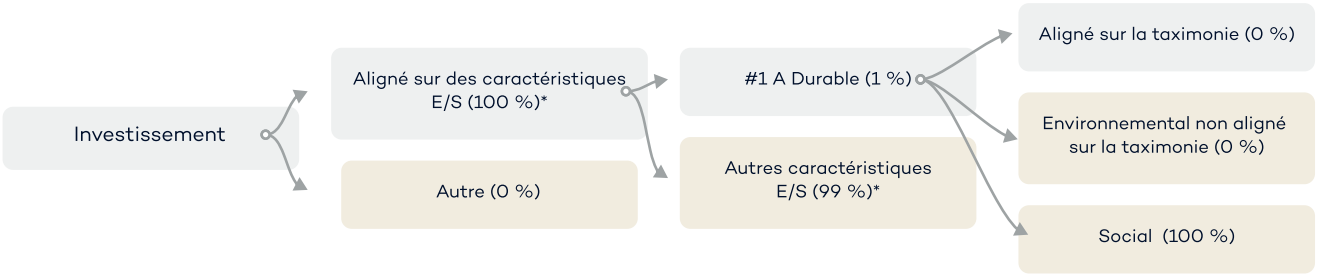 Investissement
Aligné sur des caractéristiques
E/S (100 %)*
Autre (0 %)
#1 A Durable (1 %)
Autres caractéristiques
E/S (99 %)*
Aligné sur la taximonie (0 %)
Environnemental non aligné
sur la taximonie (0 %)
Social (100 %)